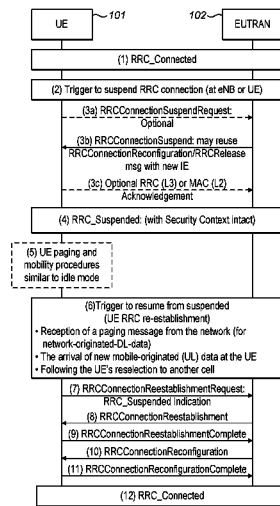 UE
101
102
EUTRAN
(1) RRC_Connected
(2) Trigger to suspend RRC connection (at eNB or UE)
(3a) RRCConnectionSuspendRequest:
Optional
(3b) RRCConnectionSuspend: may reuse
RRCConnectionReconfiguration/RRCRelease
msg with new IE
(3c) Optional RRC (L3) or MAC (L2)
Acknowledgement
(4) RRC_Suspended: (with Security Context intact)
(5) UE paging and
mobility procedures
similar to idle mode
(6)Trigger to resume from suspended
(UE RRC re-establishment)
• Reception of a paging message from the network (for
network-originated-DL-data)
• The arrival of new mobile-originated (UL) data at the UE
• Following the UE's reselection to another cell
(7) RRCConnectionReestablishmentRequest:
RRC_Suspended Indication
(8) RRCConnectionReestablishment
(9) RRCConnectionReestablishmentComplete
(10) RRCConnectionReconfiguration
(11) RRCConnectionReconfigurationComplete
(12) RRC_Connected